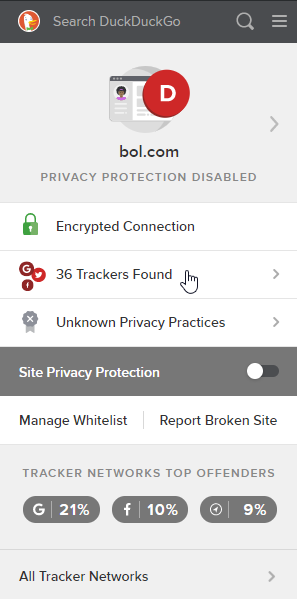 Search DuckDuckGo
D
bol.com
PRIVACY PROTECTION DISABLED
Encrypted Connection
36 Trackers Found
Unknown Privacy Practices
Site Privacy Protection
Manage Whitelist Report Broken Site
TRACKER NETWORKS TOP OFFENDERS
G 21% f 10% 9%
All Tracker Networks